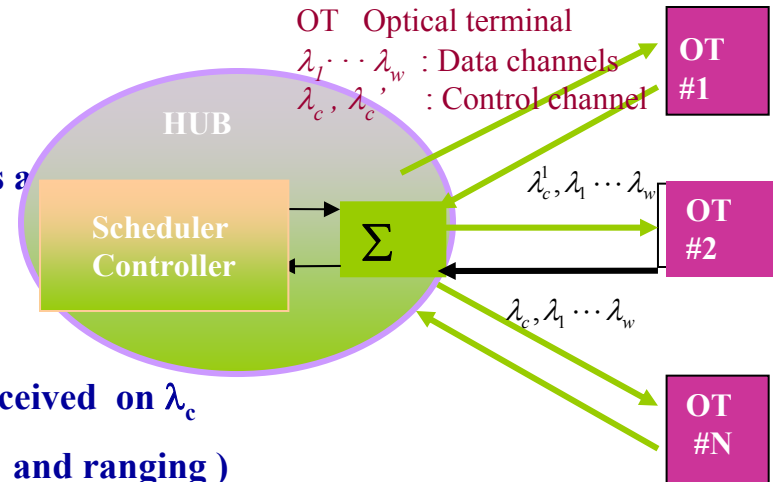 OT Optical terminal
λ₁ · · · λw : Data channels
λc , λc’ : Control channel
OT
#1
HUB
s a
λc¹, λ₁ ⋯ λw
Scheduler
Controller
Σ
OT
#2
λc, λ₁ ⋯ λw
ceived on λc
OT
#N
and ranging )